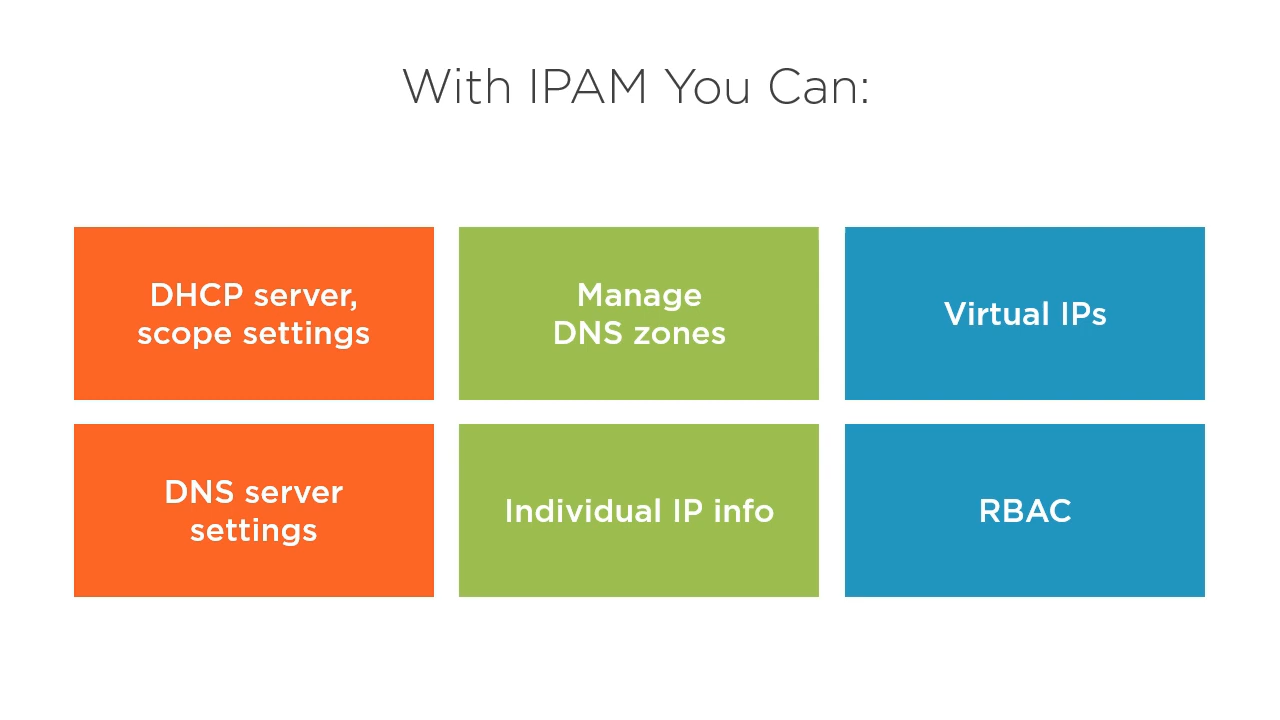 With IPAM You Can:
DHCP server,
scope settings
Manage
DNS zones
Virtual IPs
DNS server
settings
Individual IP info
RBAC